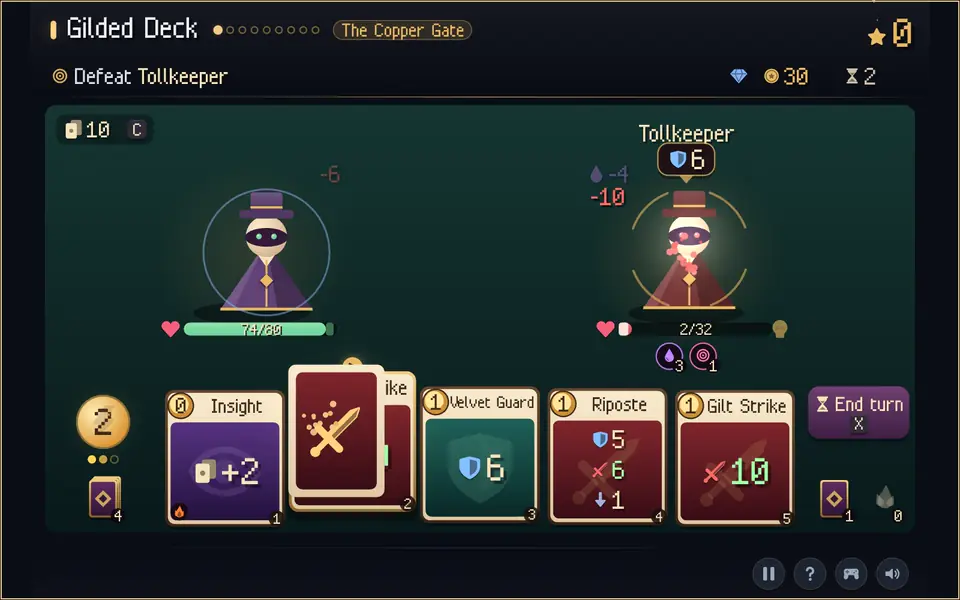 Gilded Deck
The Copper Gate
0
Defeat Tollkeeper
30
2
10
C
Tollkeeper
6
-6
-4
-10
74/80
2/32
3
1
2
4
0
Insight
+2
1
ike
2
1
Velvet Guard
6
3
1
Riposte
5
6
1
4
1
Gilt Strike
10
5
End turn
X
1
0
?